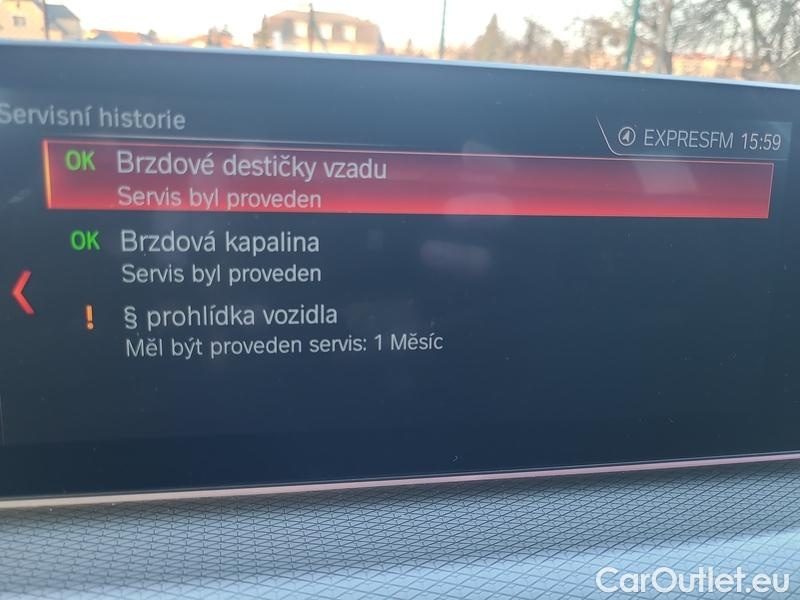 Servisní historie
EXPRESFM 15:59
OK Brzdové destičky vzadu
Servis byl proveden
OK Brzdová kapalina
Servis byl proveden
! § prohlídka vozidla
Měl být proveden servis: 1 Měsíc
CarOutlet.eu